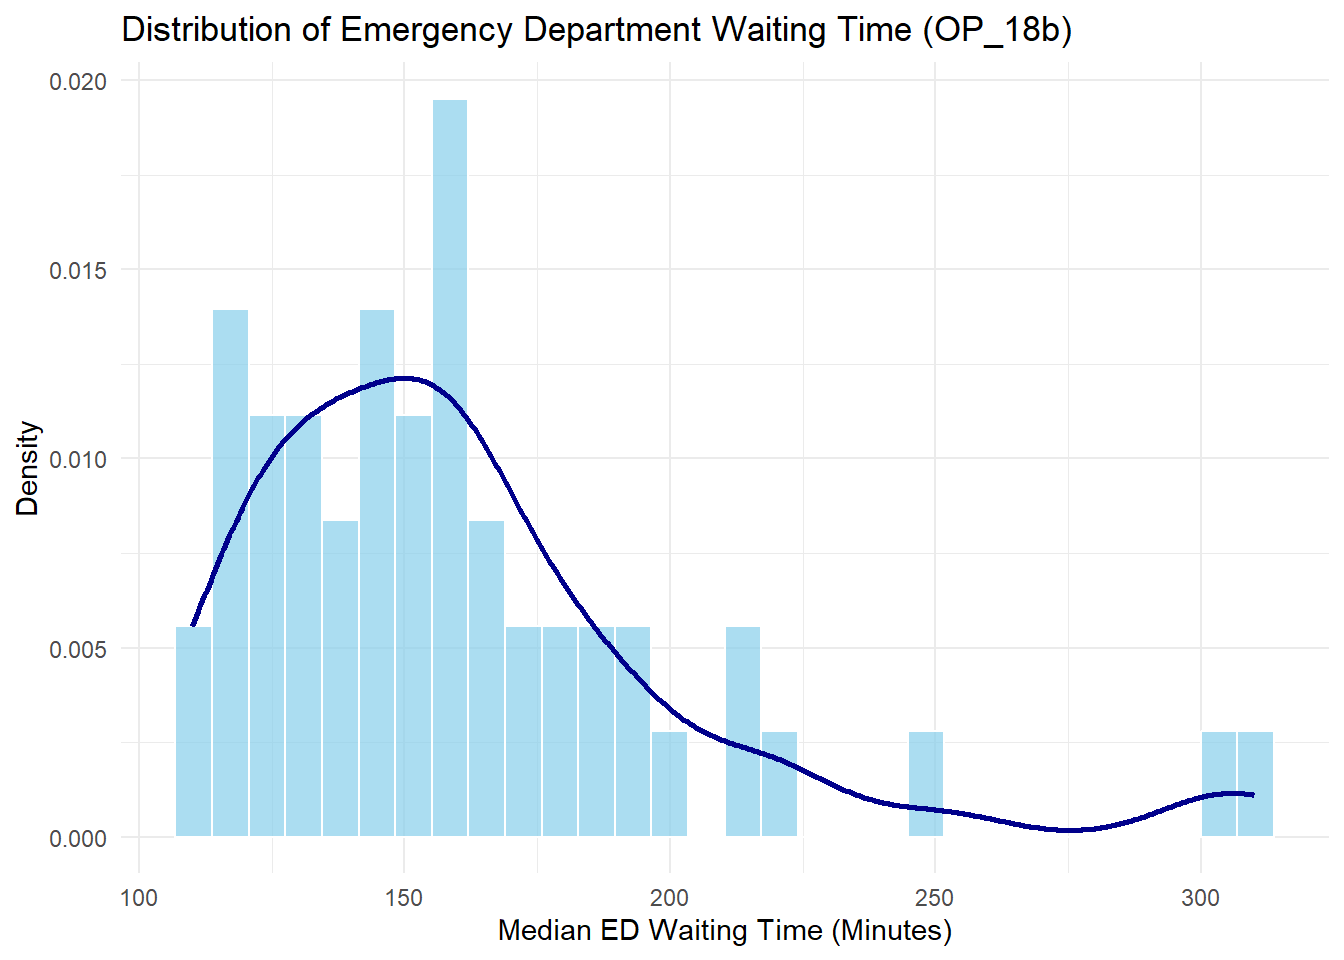 Distribution of Emergency Department Waiting Time (OP_18b)
0.020
0.015
0.010
0.005
0.000
Density
100 150 200 250 300
Median ED Waiting Time (Minutes)